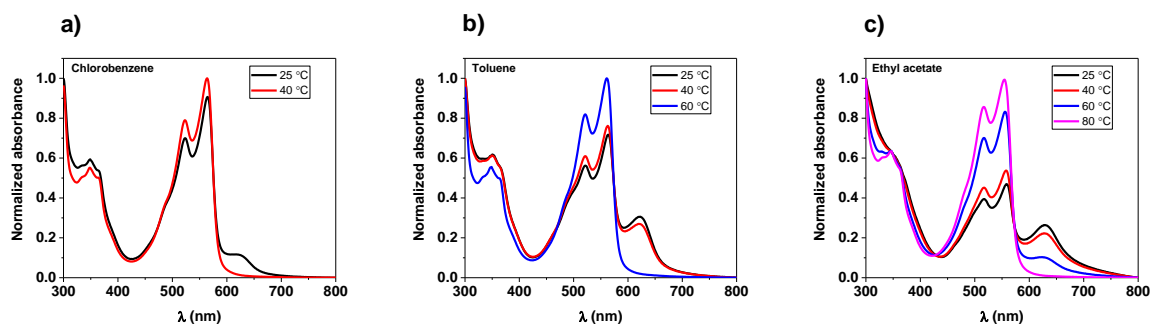 a)
Chlorobenzene
25 °C
40 °C
Normalized absorbance
1.0
0.8
0.6
0.4
0.2
0.0
300 400 500 600 700 800
λ (nm)
b)
Toluene
25 °C
40 °C
60 °C
Normalized absorbance
1.0
0.8
0.6
0.4
0.2
0.0
300 400 500 600 700 800
λ (nm)
c)
Ethyl acetate
25 °C
40 °C
60 °C
80 °C
Normalized absorbance
1.0
0.8
0.6
0.4
0.2
0.0
300 400 500 600 700 800
λ (nm)